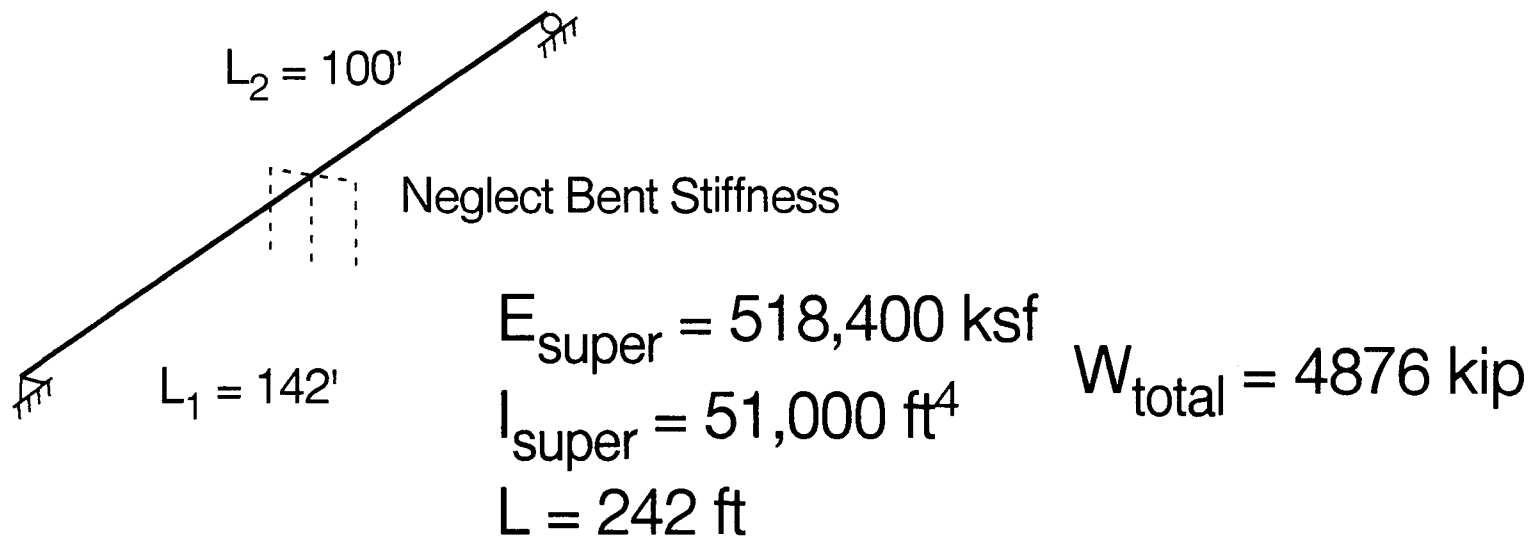 L₂ = 100'
Neglect Bent Stiffness
L₁ = 142'
E_super = 518,400 ksf
I_super = 51,000 ft⁴
L = 242 ft
W_total = 4876 kip